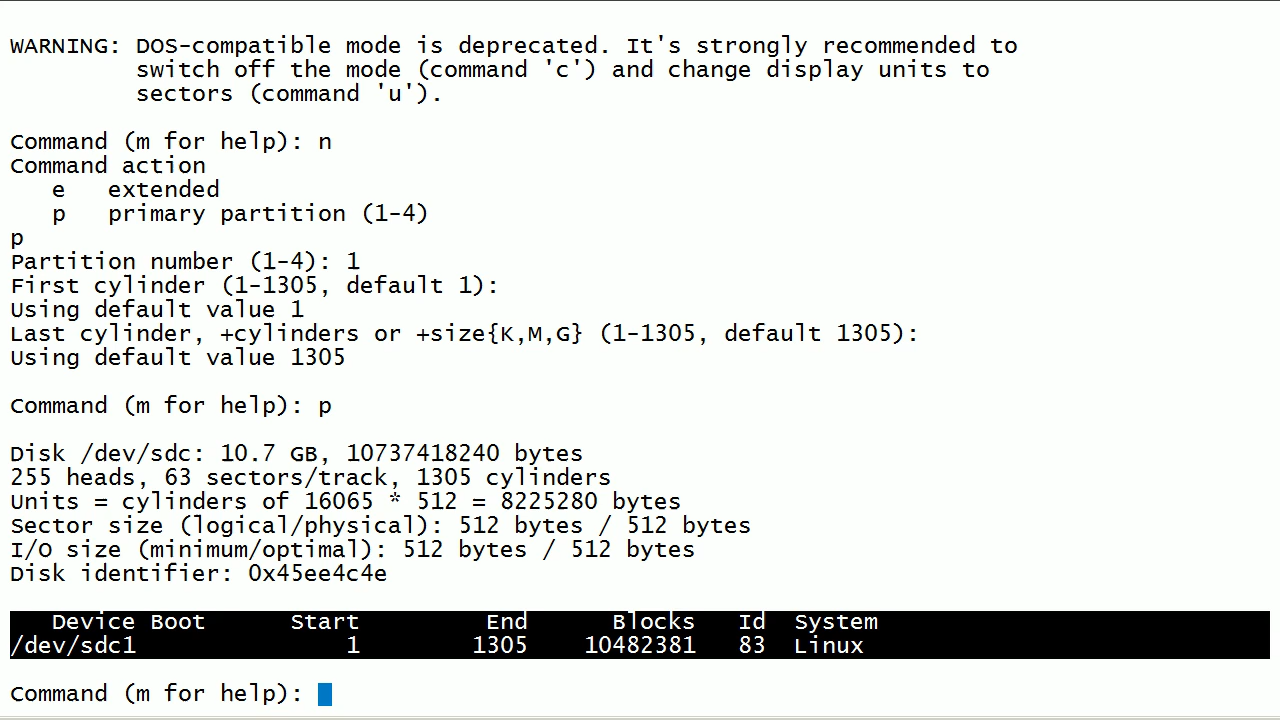 WARNING: DOS-compatible mode is deprecated. It's strongly recommended to
         switch off the mode (command 'c') and change display units to
         sectors (command 'u').
Command (m for help): n
Command action
   e   extended
   p   primary partition (1-4)
p
Partition number (1-4): 1
First cylinder (1-1305, default 1):
Using default value 1
Last cylinder, +cylinders or +size{K,M,G} (1-1305, default 1305):
Using default value 1305
Command (m for help): p
Disk /dev/sdc: 10.7 GB, 10737418240 bytes
255 heads, 63 sectors/track, 1305 cylinders
Units = cylinders of 16065 * 512 = 8225280 bytes
Sector size (logical/physical): 512 bytes / 512 bytes
I/O size (minimum/optimal): 512 bytes / 512 bytes
Disk identifier: 0x45ee4c4e
   Device Boot      Start         End      Blocks   Id  System
/dev/sdc1               1        1305    10482381   83  Linux
Command (m for help):